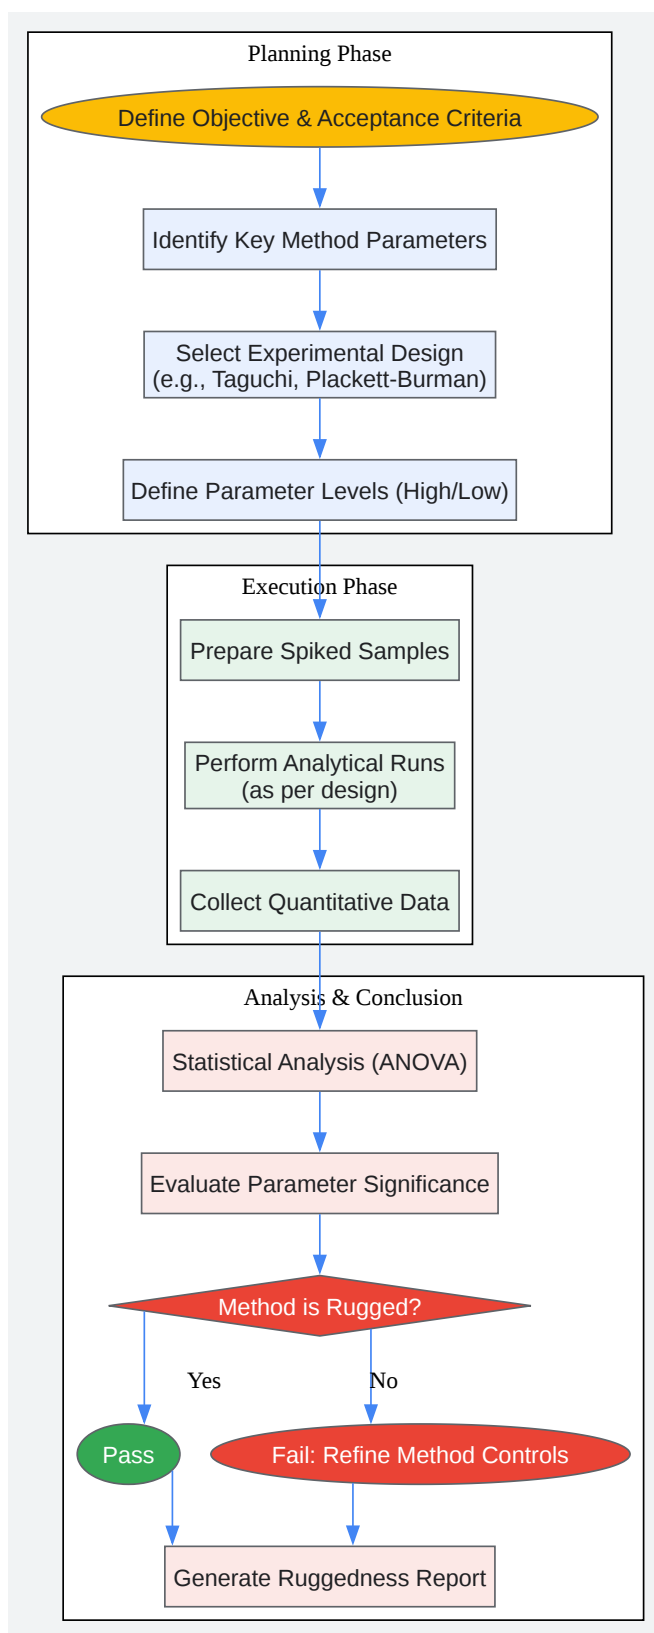 Planning Phase
Define Objective & Acceptance Criteria
Identify Key Method Parameters
Select Experimental Design
(e.g., Taguchi, Plackett-Burman)
Define Parameter Levels (High/Low)
Execution Phase
Prepare Spiked Samples
Perform Analytical Runs
(as per design)
Collect Quantitative Data
Analysis & Conclusion
Statistical Analysis (ANOVA)
Evaluate Parameter Significance
Method is Rugged?
Yes
No
Pass
Fail: Refine Method Controls
Generate Ruggedness Report